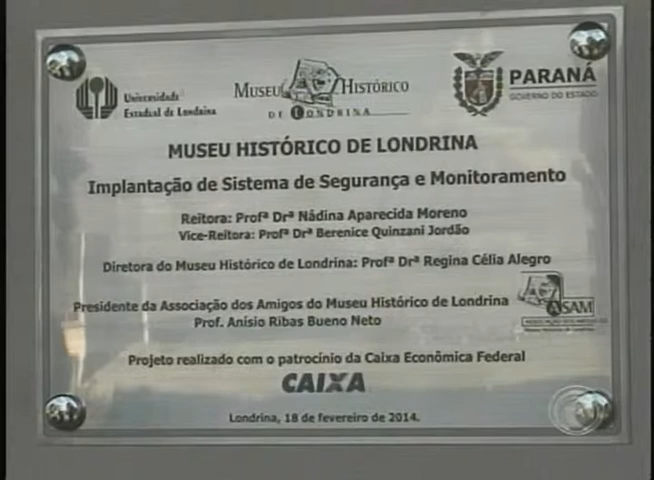 Universidade
Estadual de Londrina
MUSEU HISTÓRICO
DE LONDRINA
PARANÁ
GOVERNO DO ESTADO
MUSEU HISTÓRICO DE LONDRINA
Implantação de Sistema de Segurança e Monitoramento
Reitora: Profª Drª Nádina Aparecida Moreno
Vice-Reitora: Profª Drª Berenice Quinzani Jordão
Diretora do Museu Histórico de Londrina: Profª Drª Regina Célia Alegro
Presidente da Associação dos Amigos do Museu Histórico de Londrina
Prof. Anisio Ribas Bueno Neto
ASAM
Projeto realizado com o patrocínio da Caixa Econômica Federal
CAIXA
Londrina, 18 de fevereiro de 2014.